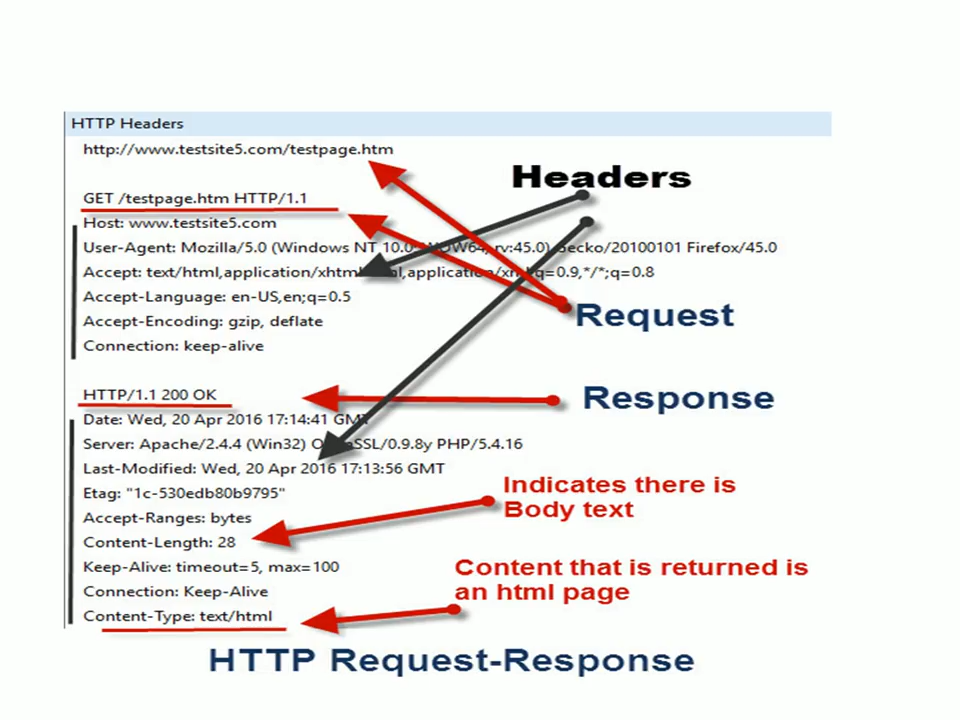 HTTP Headers
http://www.testsite5.com/testpage.htm
Headers
GET /testpage.htm HTTP/1.1
Host: www.testsite5.com
User-Agent: Mozilla/5.0 (Windows NT 10.0; WOW64; rv:45.0) Gecko/20100101 Firefox/45.0
Accept: text/html,application/xhtml+xml,application/xml;q=0.9,*/*;q=0.8
Accept-Language: en-US,en;q=0.5
Request
Accept-Encoding: gzip, deflate
Connection: keep-alive
HTTP/1.1 200 OK
Response
Date: Wed, 20 Apr 2016 17:14:41 GMT
Server: Apache/2.4.4 (Win32) OpenSSL/0.9.8y PHP/5.4.16
Last-Modified: Wed, 20 Apr 2016 17:13:56 GMT
Etag: "1c-530edb80b9795"
Indicates there is
Body text
Accept-Ranges: bytes
Content-Length: 28
Keep-Alive: timeout=5, max=100
Content that is returned is
an html page
Connection: Keep-Alive
Content-Type: text/html
HTTP Request-Response